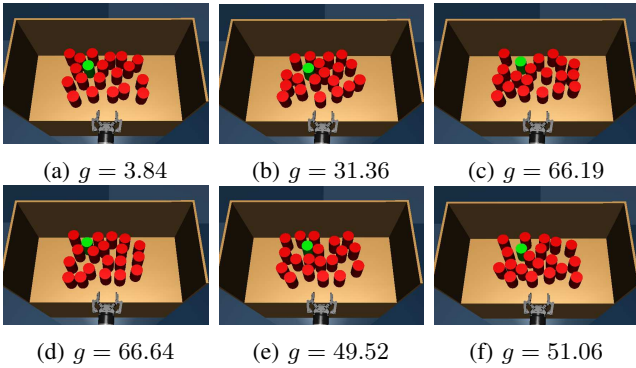 (a) g = 3.84
(b) g = 31.36
(c) g = 66.19
(d) g = 66.64
(e) g = 49.52
(f) g = 51.06